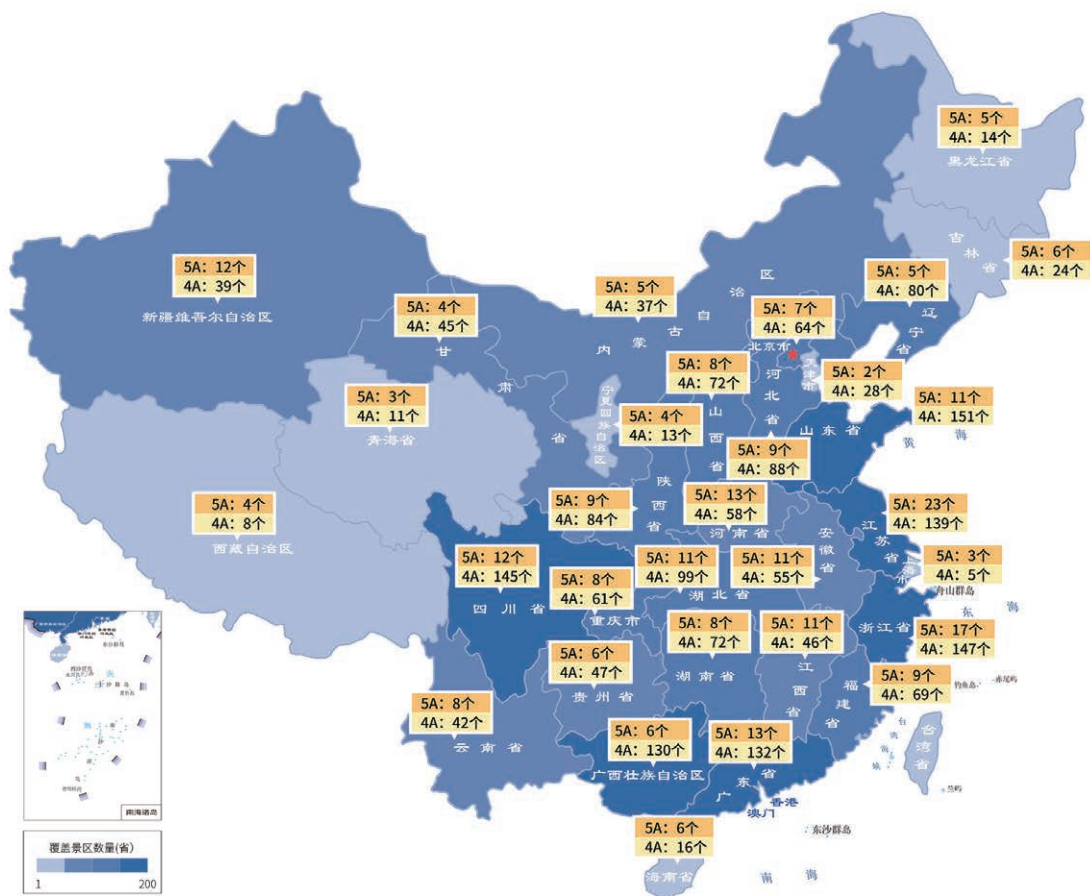 5A：5个
4A：14个
黑龙江省
吉林省
5A：6个
4A：24个
5A：12个
4A：39个
新疆维吾尔自治区
5A：4个
4A：45个
甘肃省
5A：5个
4A：37个
内蒙古自治区
5A：7个
4A：64个
北京市
5A：5个
4A：80个
辽宁省
5A：2个
4A：28个
天津市
5A：8个
4A：72个
山西省
河北省
5A：9个
4A：88个
5A：11个
4A：151个
山东省
黄海
5A：3个
4A：11个
青海省
宁夏回族自治区
5A：4个
4A：13个
5A：4个
4A：8个
西藏自治区
5A：9个
4A：84个
陕西省
5A：13个
4A：58个
河南省
安徽省
5A：11个
4A：55个
5A：23个
4A：139个
江苏省
5A：3个
4A：5个
上海市
舟山群岛
东海
5A：12个
4A：145个
四川省
5A：8个
4A：61个
重庆市
5A：11个
4A：99个
湖北省
5A：8个
4A：72个
湖南省
5A：11个
4A：46个
江西省
浙江省
5A：17个
4A：147个
5A：9个
4A：69个
福建省
钓鱼岛
赤尾屿
5A：6个
4A：47个
贵州省
5A：8个
4A：42个
云南省
5A：6个
4A：130个
广西壮族自治区
5A：13个
4A：132个
广东省
香港
澳门
台湾海峡
台湾省
兰屿
东沙群岛
5A：6个
4A：16个
海南省
南海
南海诸岛
覆盖景区数量(省)
1
200